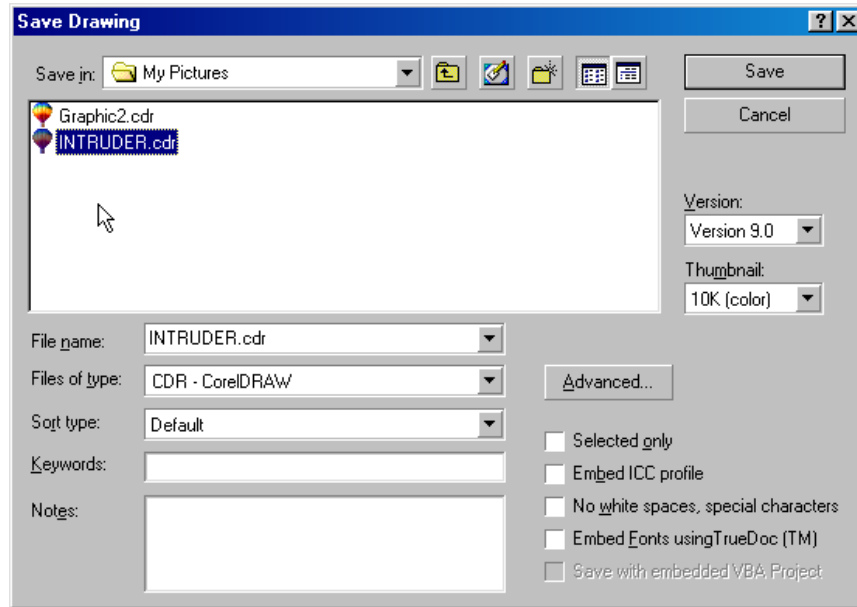 Save Drawing
Save in: My Pictures
Save
Graphic2.cdr
Cancel
INTRUDER.cdr
Version:
Version 9.0
Thumbnail:
10K (color)
File name: INTRUDER.cdr
Files of type: CDR - CorelDRAW
Advanced...
Sort type: Default
Selected only
Keywords:
Embed ICC profile
Notes:
No white spaces, special characters
Embed Fonts usingTrueDoc (TM)
Save with embedded VBA Project